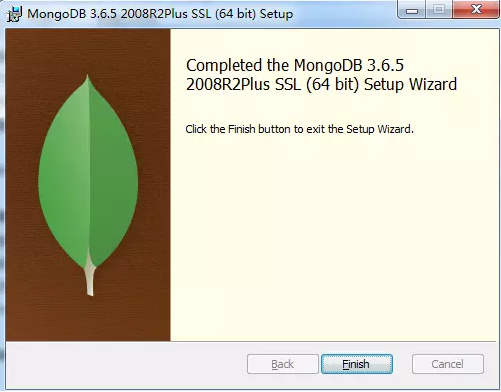 MongoDB 3.6.5 2008R2Plus SSL (64 bit) Setup
Completed the MongoDB 3.6.5
2008R2Plus SSL (64 bit) Setup Wizard
Click the Finish button to exit the Setup Wizard.
Back Finish Cancel